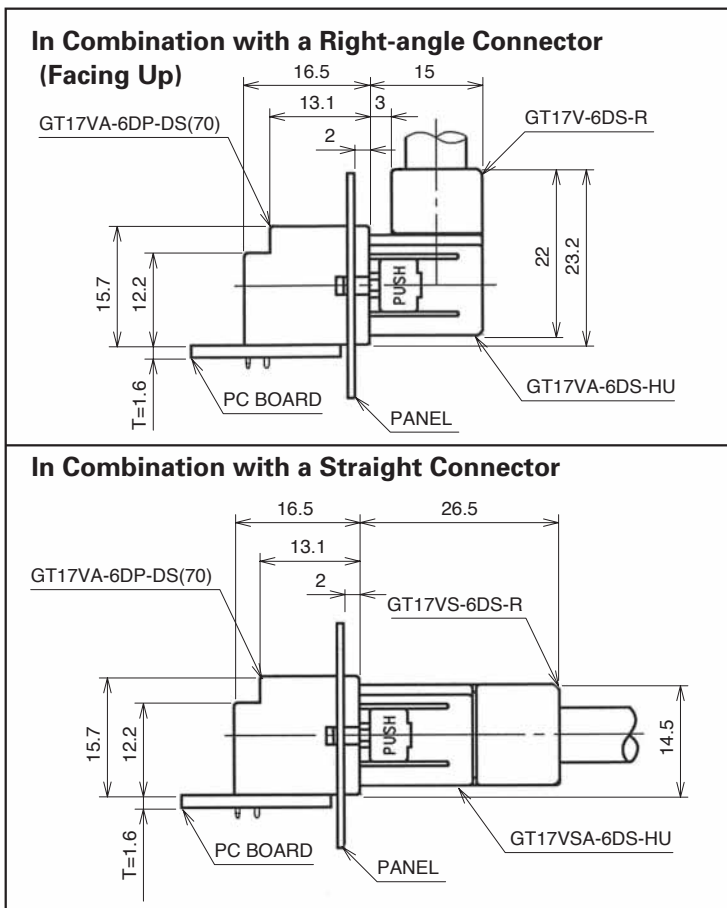 In Combination with a Right-angle Connector
(Facing Up)
16.5
15
13.1
3
GT17VA-6DP-DS(70)
GT17V-6DS-R
2
15.7
12.2
PUSH
22
23.2
T=1.6
PC BOARD
GT17VA-6DS-HU
PANEL
In Combination with a Straight Connector
16.5
26.5
13.1
GT17VA-6DP-DS(70)
2
GT17VS-6DS-R
15.7
12.2
PUSH
14.5
T=1.6
PC BOARD
GT17VSA-6DS-HU
PANEL